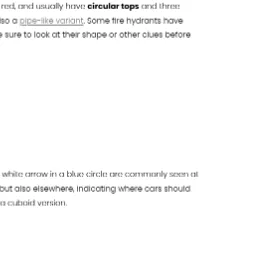 red, and usually have circular tops and three
lso a pipe-like variant. Some fire hydrants have
e sure to look at their shape or other clues before
white arrow in a blue circle are commonly seen at
but also elsewhere, indicating where cars should
a cuboid version.